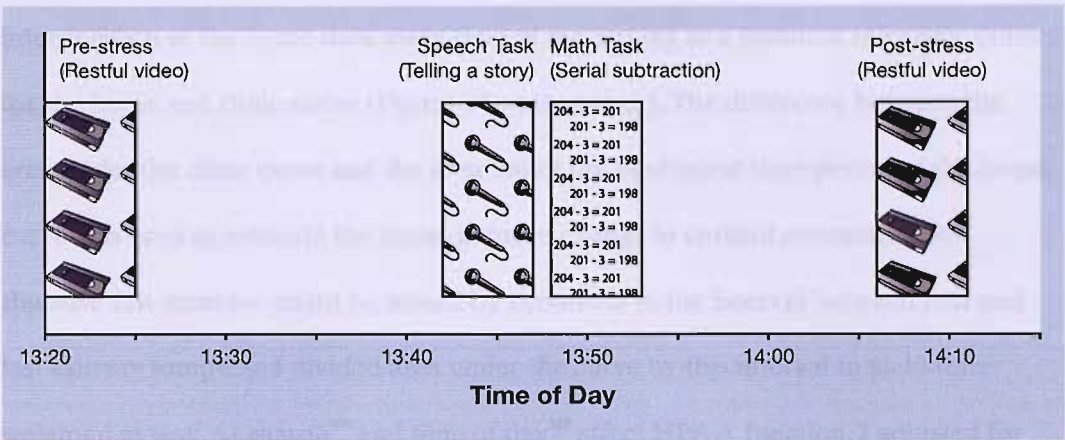 Pre-stress
(Restful video)
Speech Task
(Telling a story)
Math Task
(Serial subtraction)
Post-stress
(Restful video)
204 - 3 = 201
201 - 3 = 198
204 - 3 = 201
201 - 3 = 198
204 - 3 = 201
201 - 3 = 198
204 - 3 = 201
201 - 3 = 198
204 - 3 = 201
201 - 3 = 198
204 - 3 = 201
201 - 3 = 198
13:20 13:30 13:40 13:50 14:00 14:10
Time of Day